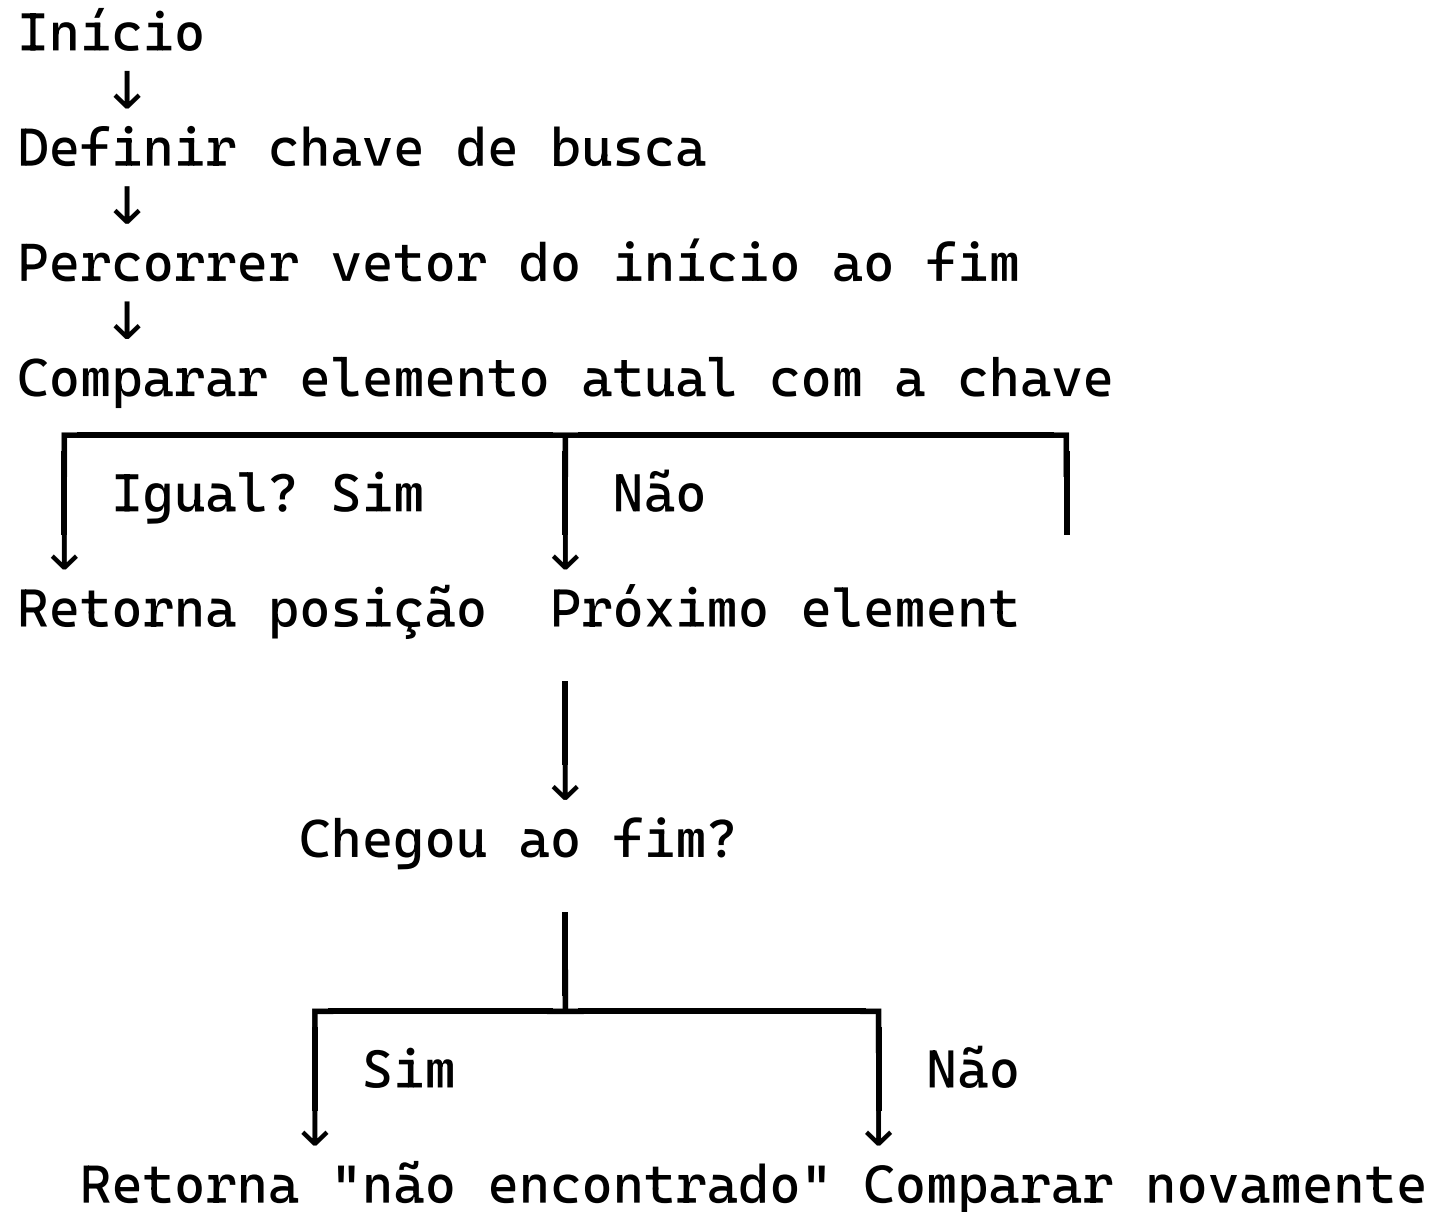 Início
↓
Definir chave de busca
↓
Percorrer vetor do início ao fim
↓
Comparar elemento atual com a chave
Igual? Sim Não
Retorna posição Próximo element
Chegou ao fim?
Sim Não
Retorna "não encontrado" Comparar novamente